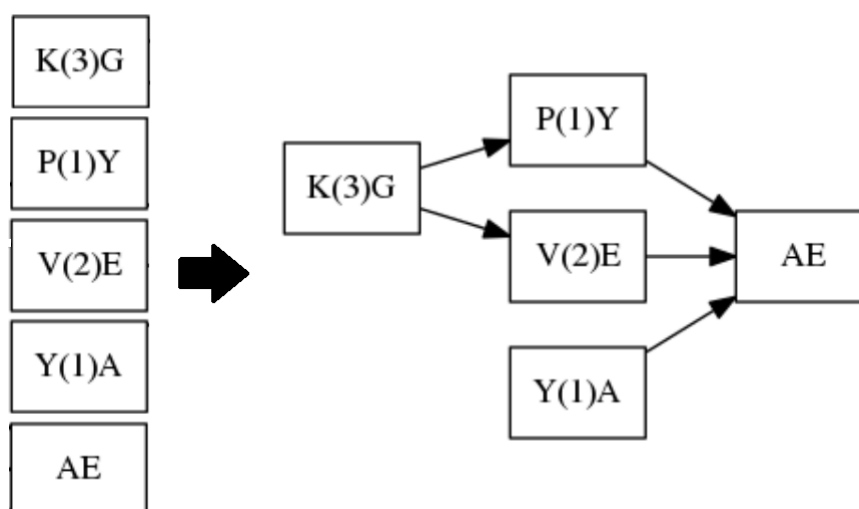 K(3)G
P(1)Y
V(2)E
Y(1)A
AE
K(3)G
P(1)Y
V(2)E
Y(1)A
AE